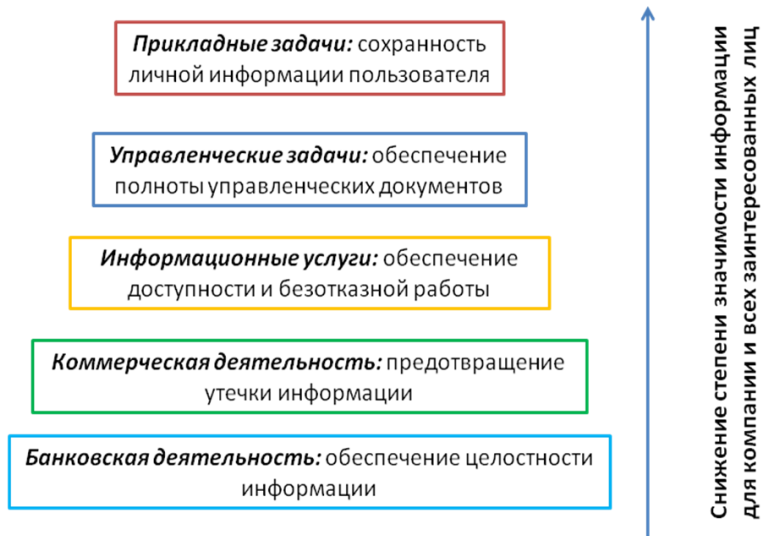 Прикладные задачи: сохранность
личной информации пользователя
Управленческие задачи: обеспечение
полноты управленческих документов
Информационные услуги: обеспечение
доступности и безотказной работы
Коммерческая деятельность: предотвращение
утечки информации
Банковская деятельность: обеспечение целостности
информации
Снижение степени значимости информации
для компании и всех заинтересованных лиц